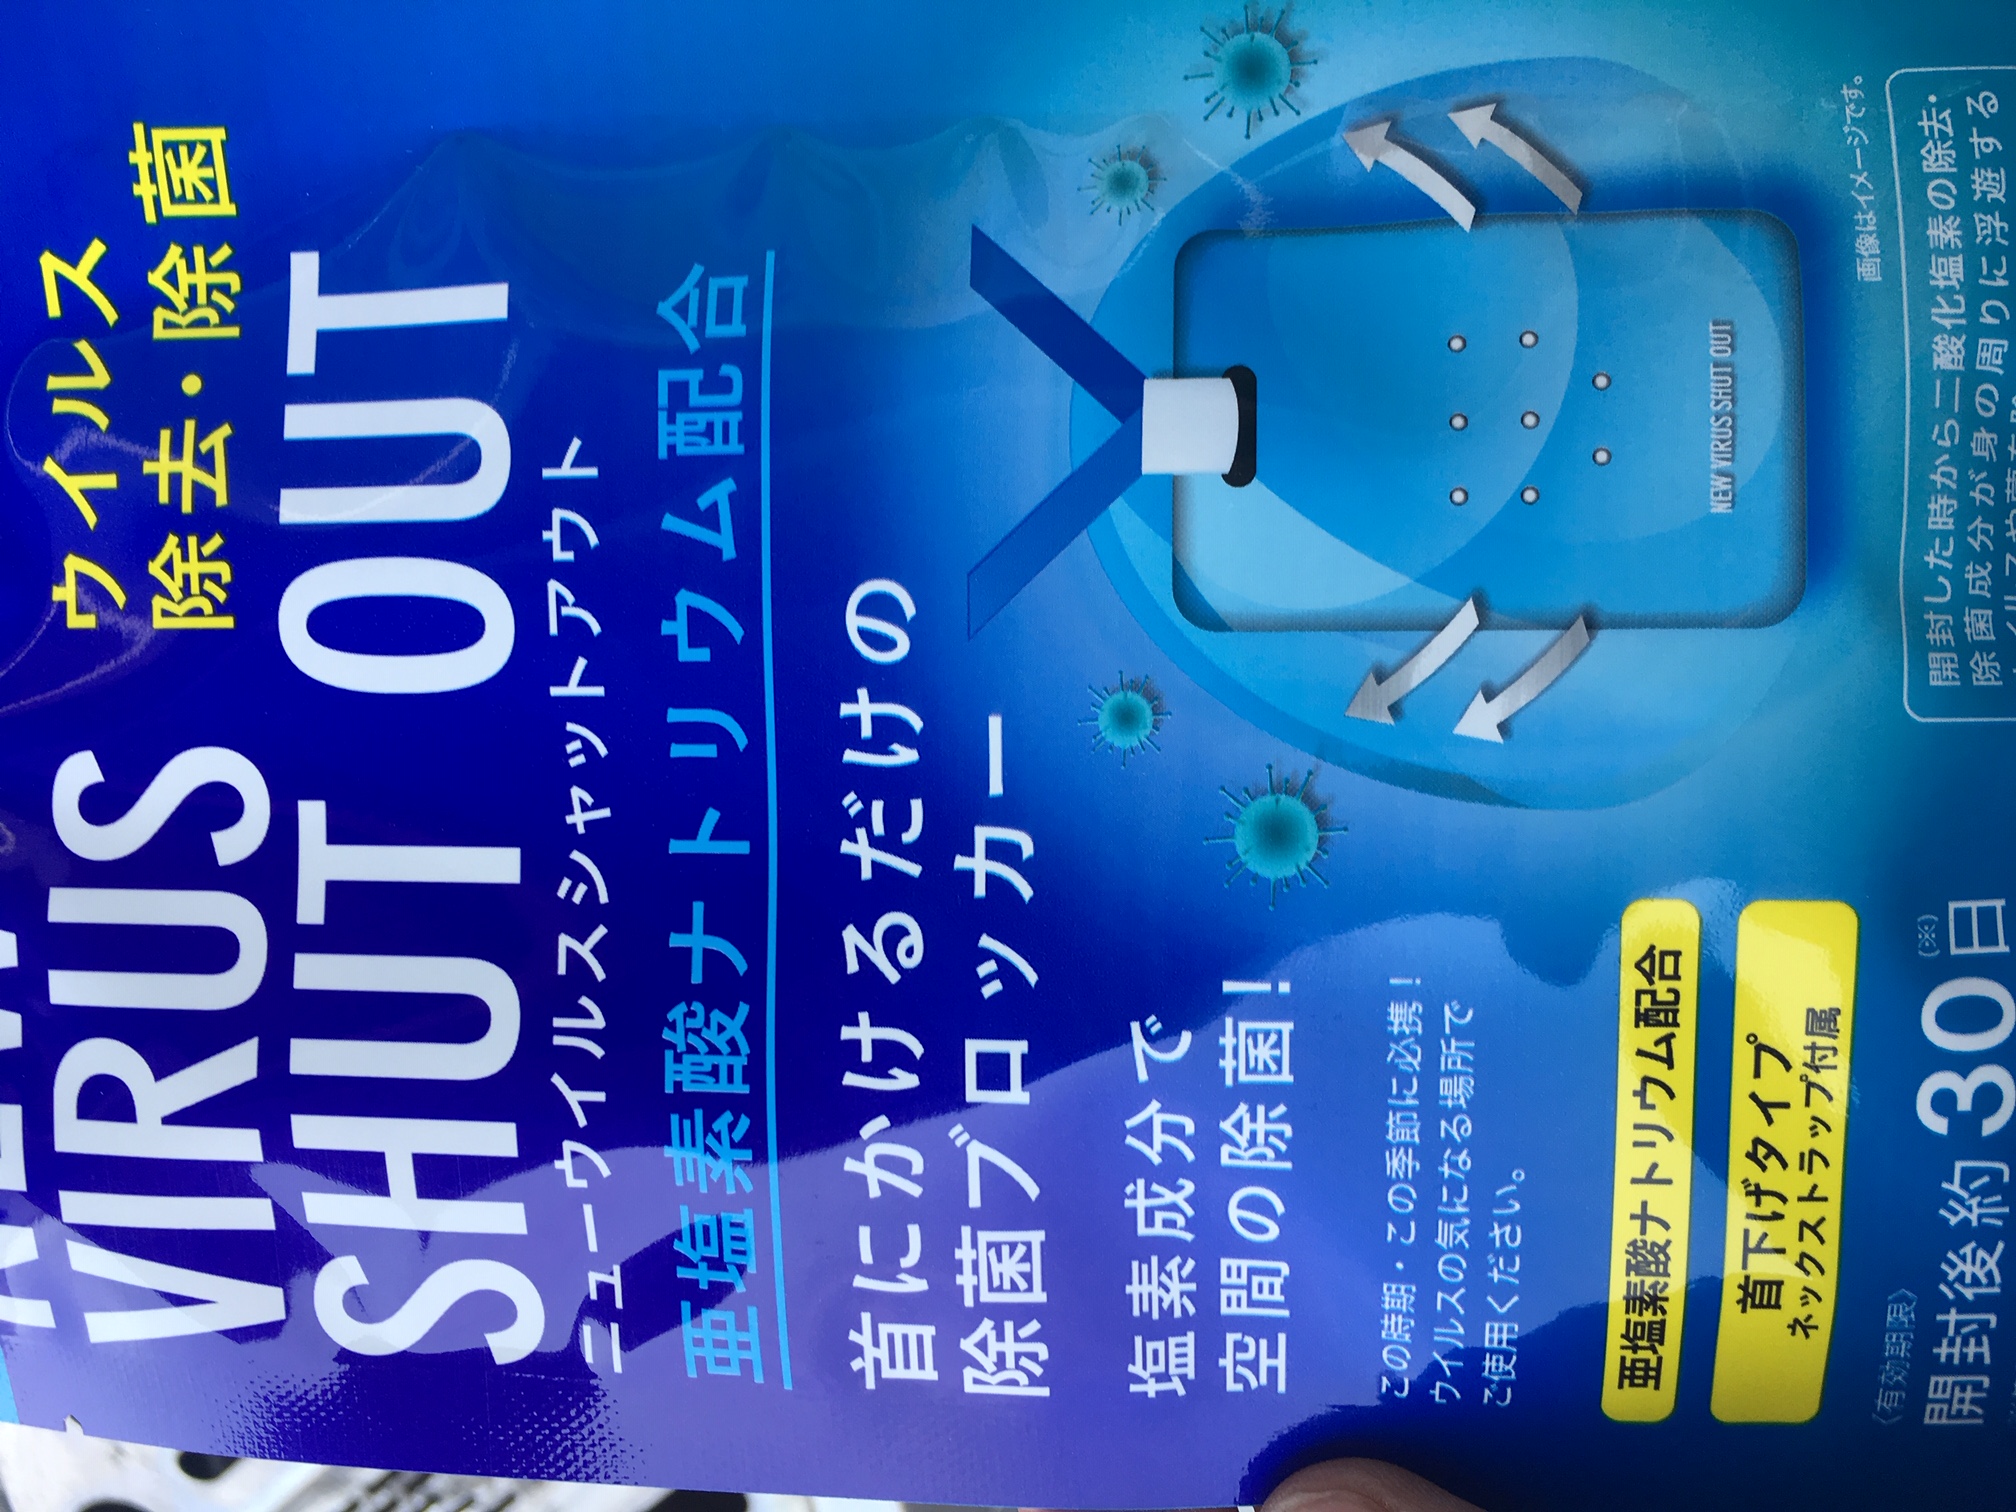 ウイルス
除去・除菌
NEW
VIRUS
SHUT OUT
ニューウイルスシャットアウト
亜塩素酸ナトリウム配合
首にかけるだけの
除菌ブロッカー
塩素成分で
空間の除菌！
この時期・この季節に必携！
ウイルスの気になる場所で
ご使用ください。
NEW VIRUS SHUT OUT
亜塩素酸ナトリウム配合
首下げタイプ
ネックストラップ付属
画像はイメージです。
〈有効期限〉
開封後約30日(※)
開封した時から二酸化塩素の除去・
除菌成分が身の周りに浮遊する